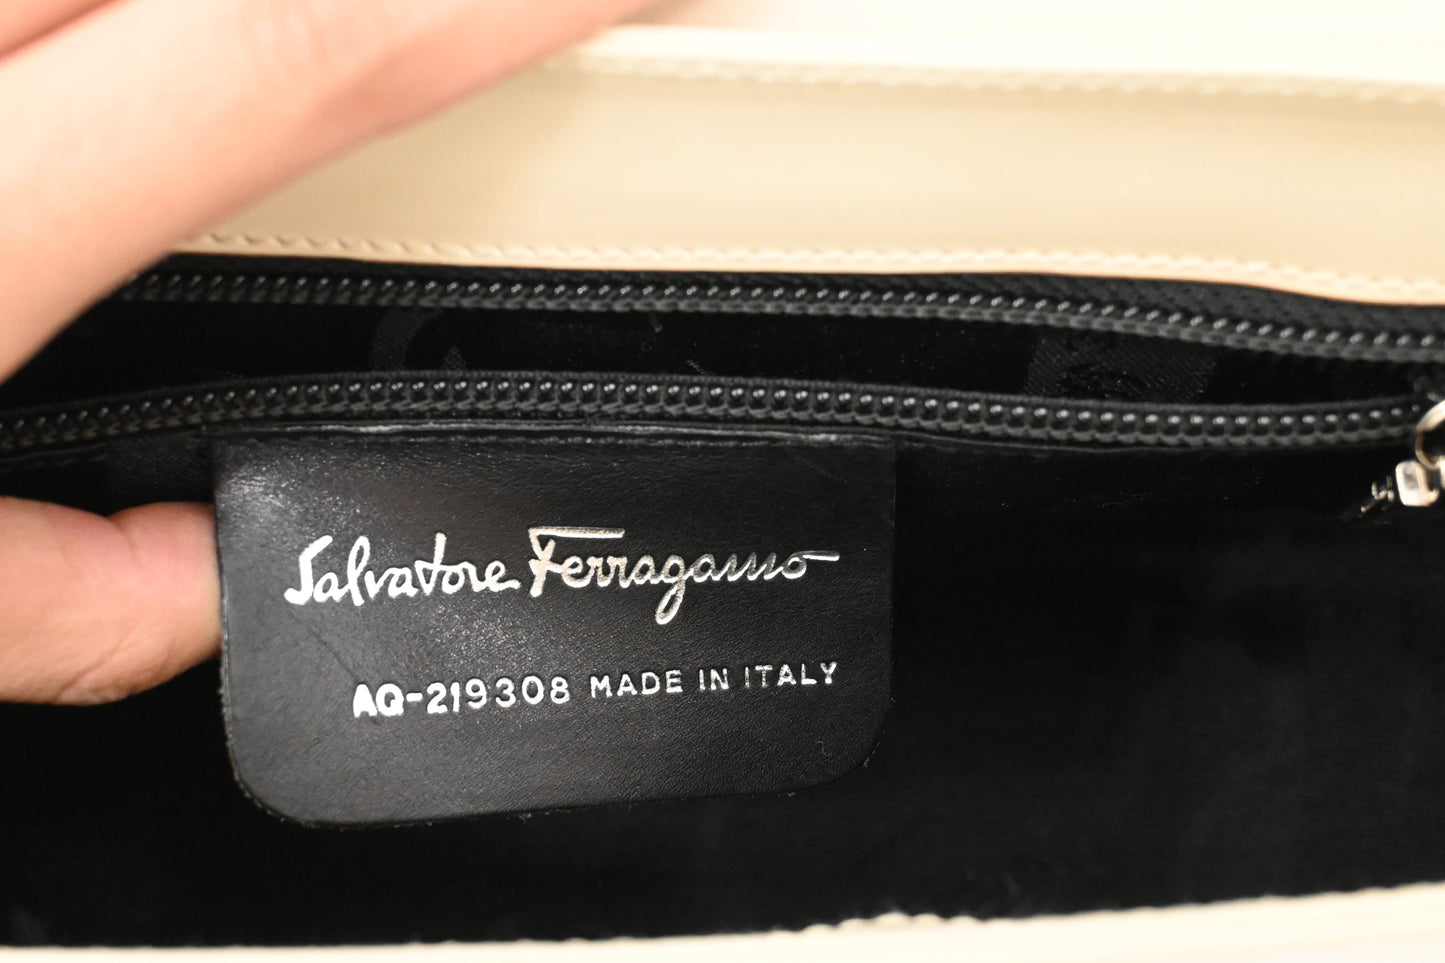 Salvatore Ferragamo
AQ-219308 MADE IN ITALY